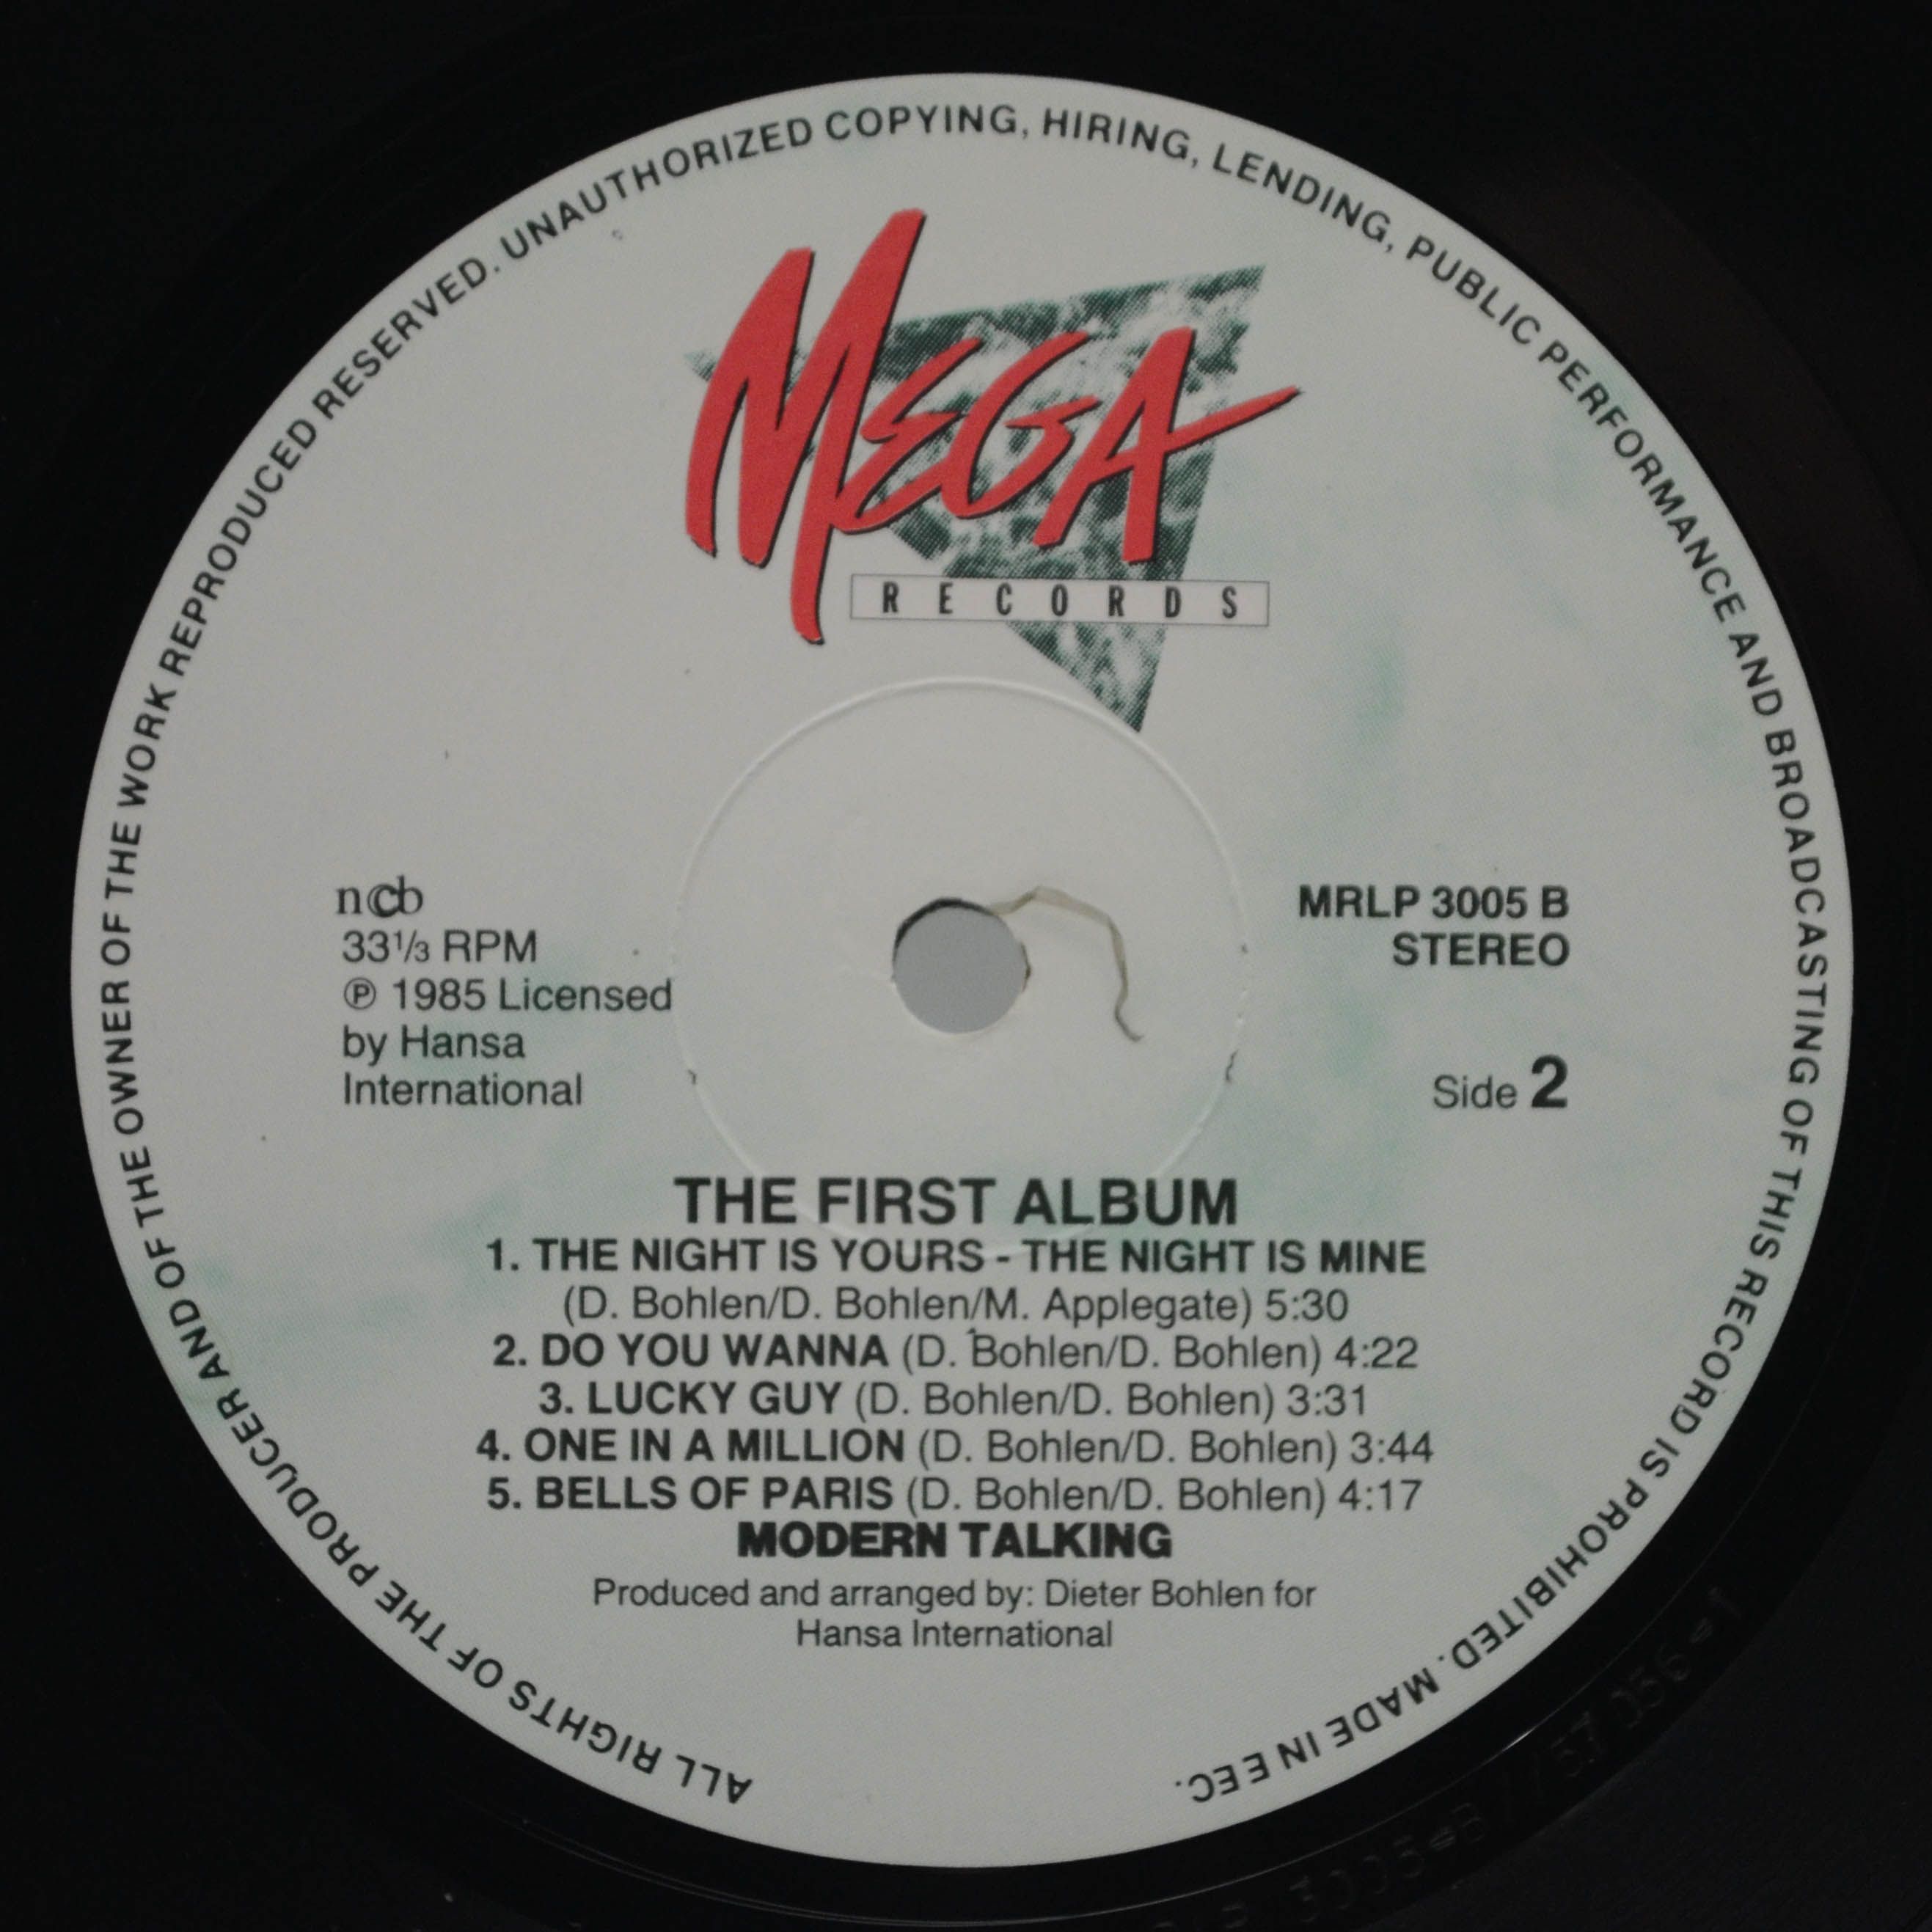 ALL RIGHTS OF THE PRODUCER AND OF THE OWNER OF THE WORK REPRODUCED RESERVED. UNAUTHORIZED COPYING, HIRING, LENDING, PUBLIC PERFORMANCE AND BROADCASTING OF THIS RECORD IS PROHIBITED. MADE IN EEC.
MEGA
RECORDS
ncb
33⅓ RPM
℗ 1985 Licensed
by Hansa
International
MRLP 3005 B
STEREO
Side 2
THE FIRST ALBUM
1. THE NIGHT IS YOURS - THE NIGHT IS MINE
(D. Bohlen/D. Bohlen/M. Applegate) 5:30
2. DO YOU WANNA (D. Bohlen/D. Bohlen) 4:22
3. LUCKY GUY (D. Bohlen/D. Bohlen) 3:31
4. ONE IN A MILLION (D. Bohlen/D. Bohlen) 3:44
5. BELLS OF PARIS (D. Bohlen/D. Bohlen) 4:17
MODERN TALKING
Produced and arranged by: Dieter Bohlen for
Hansa International